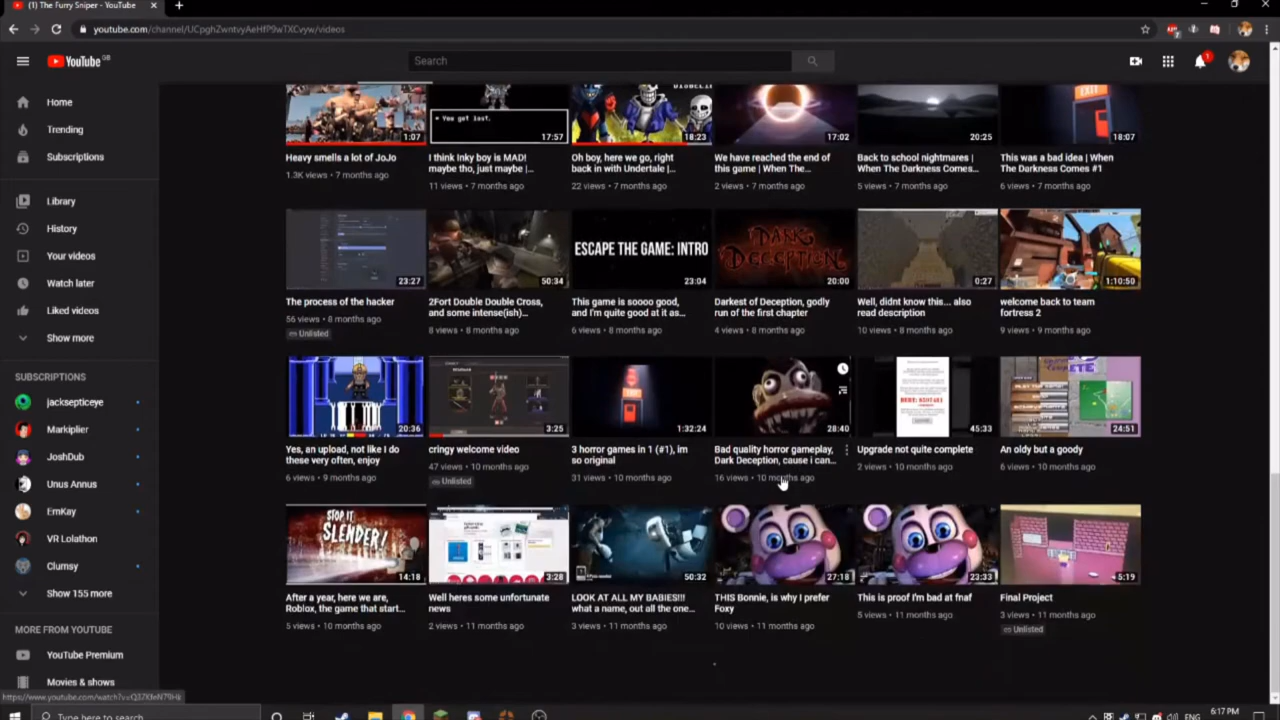 (1) The Furry Sniper - YouTube
youtube.com/channel/UCpghZwntvyAeHfP9wTXCvyw/videos
YouTube GB
Search
1
Home
Trending
Subscriptions
Library
History
Your videos
Watch later
Liked videos
Show more
SUBSCRIPTIONS
jacksepticeye
Markiplier
JoshDub
Unus Annus
EmKay
VR Lolathon
Clumsy
Show 155 more
MORE FROM YOUTUBE
YouTube Premium
Movies & shows
1:07
* You got lost.
17:57
18:23
17:02
20:25
EXIT
18:07
Heavy smells a lot of JoJo
1.3K views • 7 months ago
I think Inky boy is MAD!
maybe tho, just maybe |...
11 views • 7 months ago
Oh boy, here we go, right
back in with Undertale |...
22 views • 7 months ago
We have reached the end of
this game | When The...
2 views • 7 months ago
Back to school nightmares |
When The Darkness Comes...
5 views • 7 months ago
This was a bad idea | When
The Darkness Comes #1
6 views • 7 months ago
23:27
50:34
ESCAPE THE GAME: INTRO
23:04
DARK
DECEPTION
20:00
0:27
1:10:50
The process of the hacker
56 views • 8 months ago
Unlisted
2Fort Double Double Cross,
and some intense(ish)...
8 views • 8 months ago
This game is soooo good,
and I'm quite good at it as...
6 views • 8 months ago
Darkest of Deception, godly
run of the first chapter
4 views • 8 months ago
Well, didnt know this... also
read description
10 views • 8 months ago
welcome back to team
fortress 2
9 views • 9 months ago
20:36
3:25
1:32:24
28:40
45:33
24:51
Yes, an upload, not like I do
these very often, enjoy
6 views • 9 months ago
cringy welcome video
47 views • 10 months ago
Unlisted
3 horror games in 1 (#1), im
so original
31 views • 10 months ago
Bad quality horror gameplay,
Dark Deception, cause i can...
16 views • 10 months ago
Upgrade not quite complete
2 views • 10 months ago
An oldy but a goody
6 views • 10 months ago
STOP IT,
SLENDER!
14:18
3:28
50:32
27:18
23:33
5:19
After a year, here we are,
Roblox, the game that start...
5 views • 10 months ago
Well heres some unfortunate
news
2 views • 11 months ago
LOOK AT ALL MY BABIES!!!
what a name, out all the one...
3 views • 11 months ago
THIS Bonnie, is why I prefer
Foxy
10 views • 11 months ago
This is proof I'm bad at fnaf
5 views • 11 months ago
Final Project
3 views • 11 months ago
Unlisted
Type here to search
ENG
6:17 PM